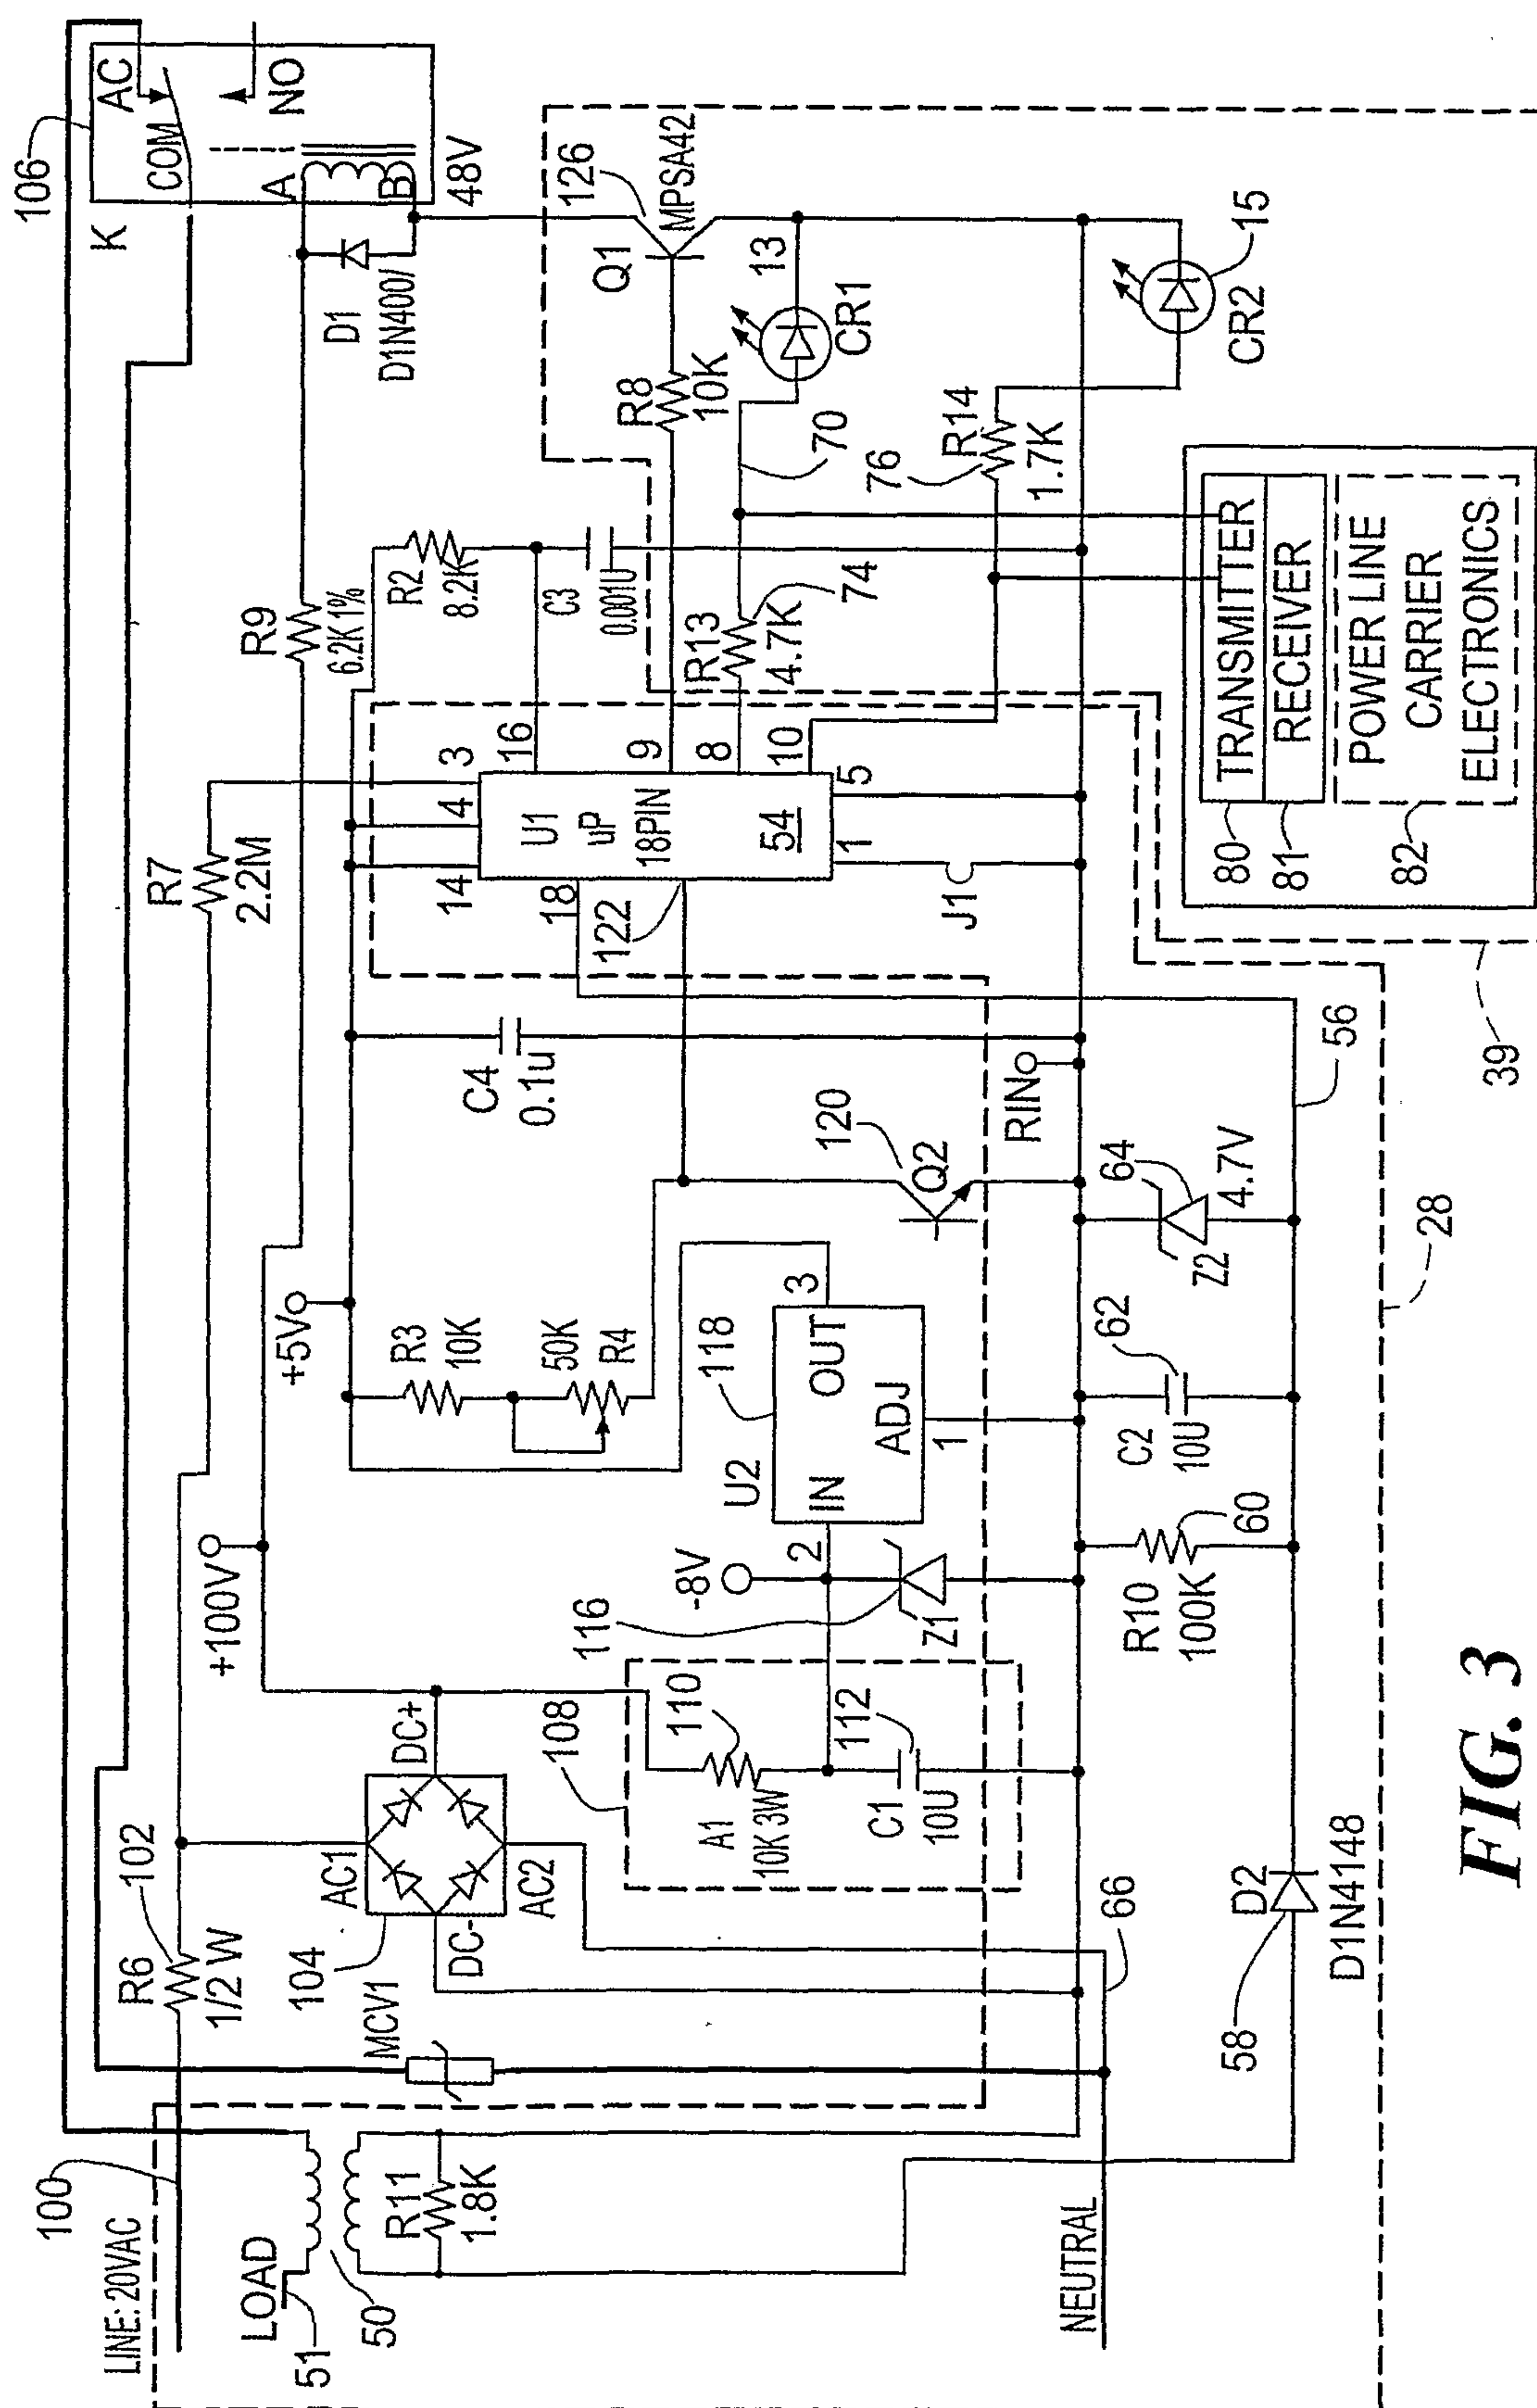 LINE: 20VAC
100
R6
1/2 W
102
LOAD
51
50
R11
1.8K
NEUTRAL
MCV1
104
AC1
AC2
DC+
DC-
66
58
D2
D1N4148
+100V
108
A1
10K 3W
110
C1
10U
112
116
Z1
-8V
2
U2
IN
OUT
ADJ
3
1
118
R10
100K
60
C2
10U
62
Z2
64
4.7V
56
28
+5V
R3
10K
50K
R4
120
Q2
RIN
C4
0.1u
R7
2.2M
14
4
3
16
18
122
U1
uP
18PIN
54
9
8
10
1
5
J1
R9
6.2K 1%
R2
8.2K
C3
0.001U
R13
4.7K
74
70
76
R14
1.7K
R8
10K
Q1
126
MPSA42
13
CR1
15
CR2
D1
D1N400/
K
106
COM
AC
NO
A
B
48V
80
81
82
TRANSMITTER
RECEIVER
POWER LINE
CARRIER
ELECTRONICS
39
FIG. 3